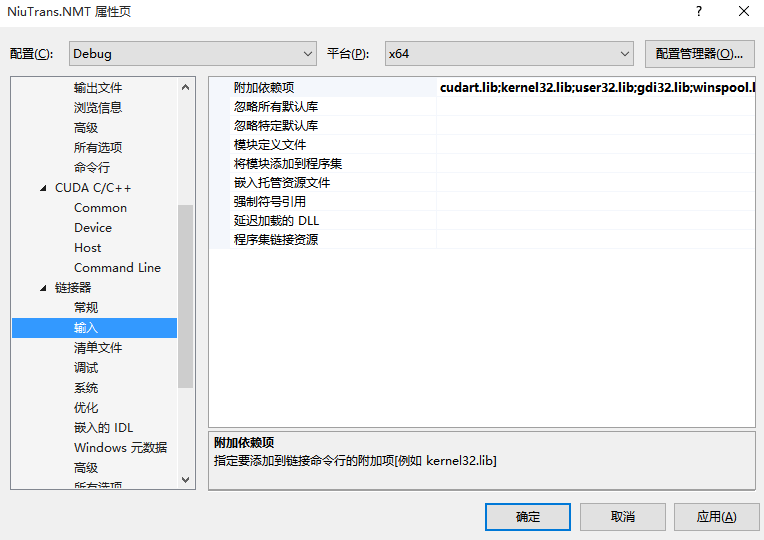 NiuTrans.NMT 属性页
配置(C): Debug 平台(P): x64 配置管理器(O)...
输出文件
浏览信息
高级
所有选项
命令行
CUDA C/C++
Common
Device
Host
Command Line
链接器
常规
输入
清单文件
调试
系统
优化
嵌入的 IDL
Windows 元数据
高级
所有选项
附加依赖项 cudart.lib;kernel32.lib;user32.lib;gdi32.lib;winspool.l
忽略所有默认库
忽略特定默认库
模块定义文件
将模块添加到程序集
嵌入托管资源文件
强制符号引用
延迟加载的 DLL
程序集链接资源
附加依赖项
指定要添加到链接命令行的附加项[例如 kernel32.lib]
确定 取消 应用(A)